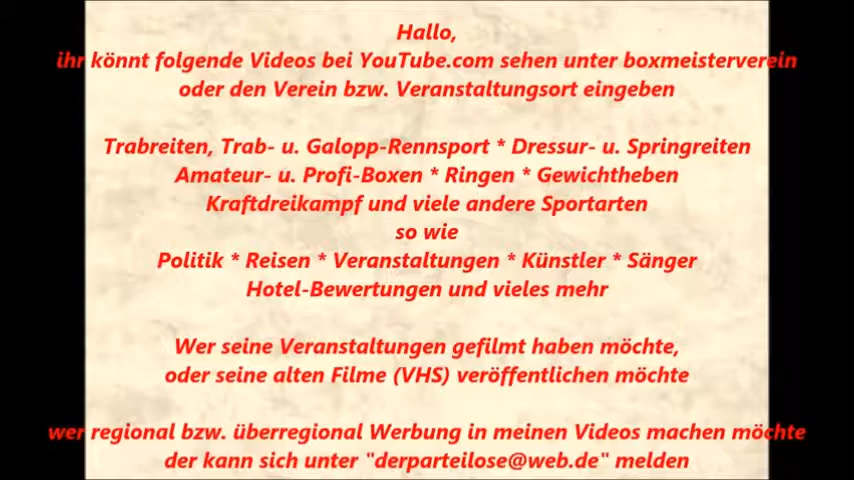 Hallo,
ihr könnt folgende Videos bei YouTube.com sehen unter boxmeisterverein
oder den Verein bzw. Veranstaltungsort eingeben
Trabreiten, Trab- u. Galopp-Rennsport * Dressur- u. Springreiten
Amateur- u. Profi-Boxen * Ringen * Gewichtheben
Kraftdreikampf und viele andere Sportarten
so wie
Politik * Reisen * Veranstaltungen * Künstler * Sänger
Hotel-Bewertungen und vieles mehr
Wer seine Veranstaltungen gefilmt haben möchte,
oder seine alten Filme (VHS) veröffentlichen möchte
wer regional bzw. überregional Werbung in meinen Videos machen möchte
der kann sich unter "derparteilose@web.de" melden